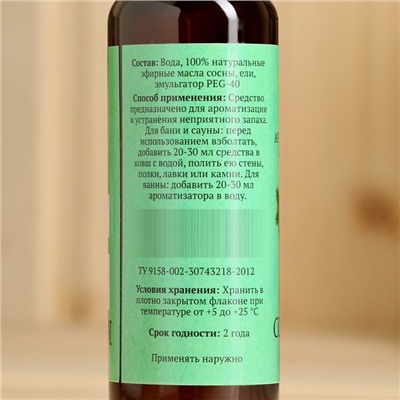 Состав: Вода, 100% натуральные
эфирные масла сосны, ели,
эмульгатор PEG-40
Способ применения: Средство
предназначено для ароматизации
и устранения неприятного запаха.
Для бани и сауны: перед
использованием взболтать,
добавить 20-30 мл средства в
ковш с водой, полить ею стены,
полки, лавки или камни. Для
ванны: добавить 20-30 мл
ароматизатора в воду.
ТУ 9158-002-30743218-2012
Условия хранения: Хранить в
плотно закрытом флаконе при
температуре от +5 до +25 °С
Срок годности: 2 года
Применять наружно